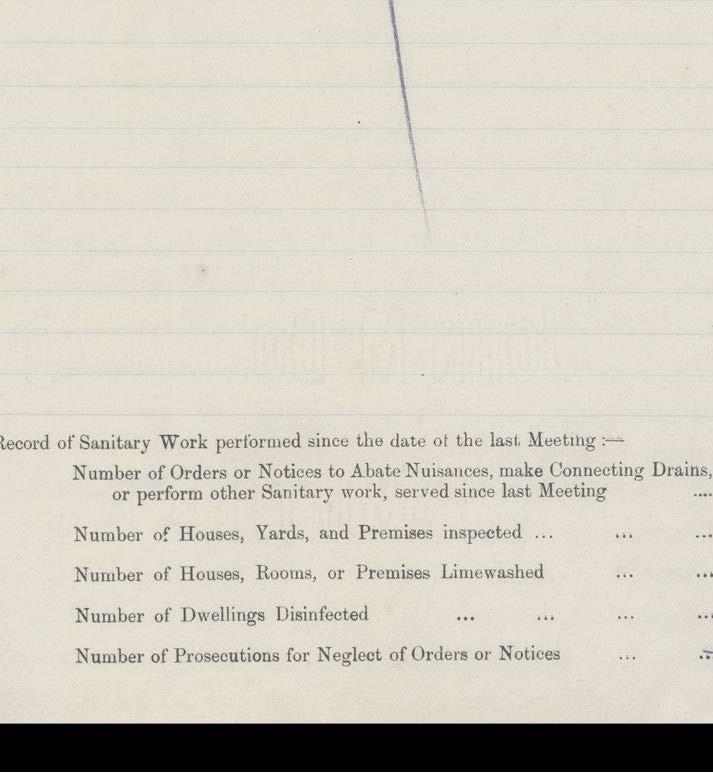 Record of Sanitary Work performed since the date of the last Meeting :—
Number of Orders or Notices to Abate Nuisances, make Connecting Drains,
or perform other Sanitary work, served since last Meeting ....
Number of Houses, Yards, and Premises inspected ... ... ...
Number of Houses, Rooms, or Premises Limewashed ... ...
Number of Dwellings Disinfected ... ... ... ...
Number of Prosecutions for Neglect of Orders or Notices ... ..